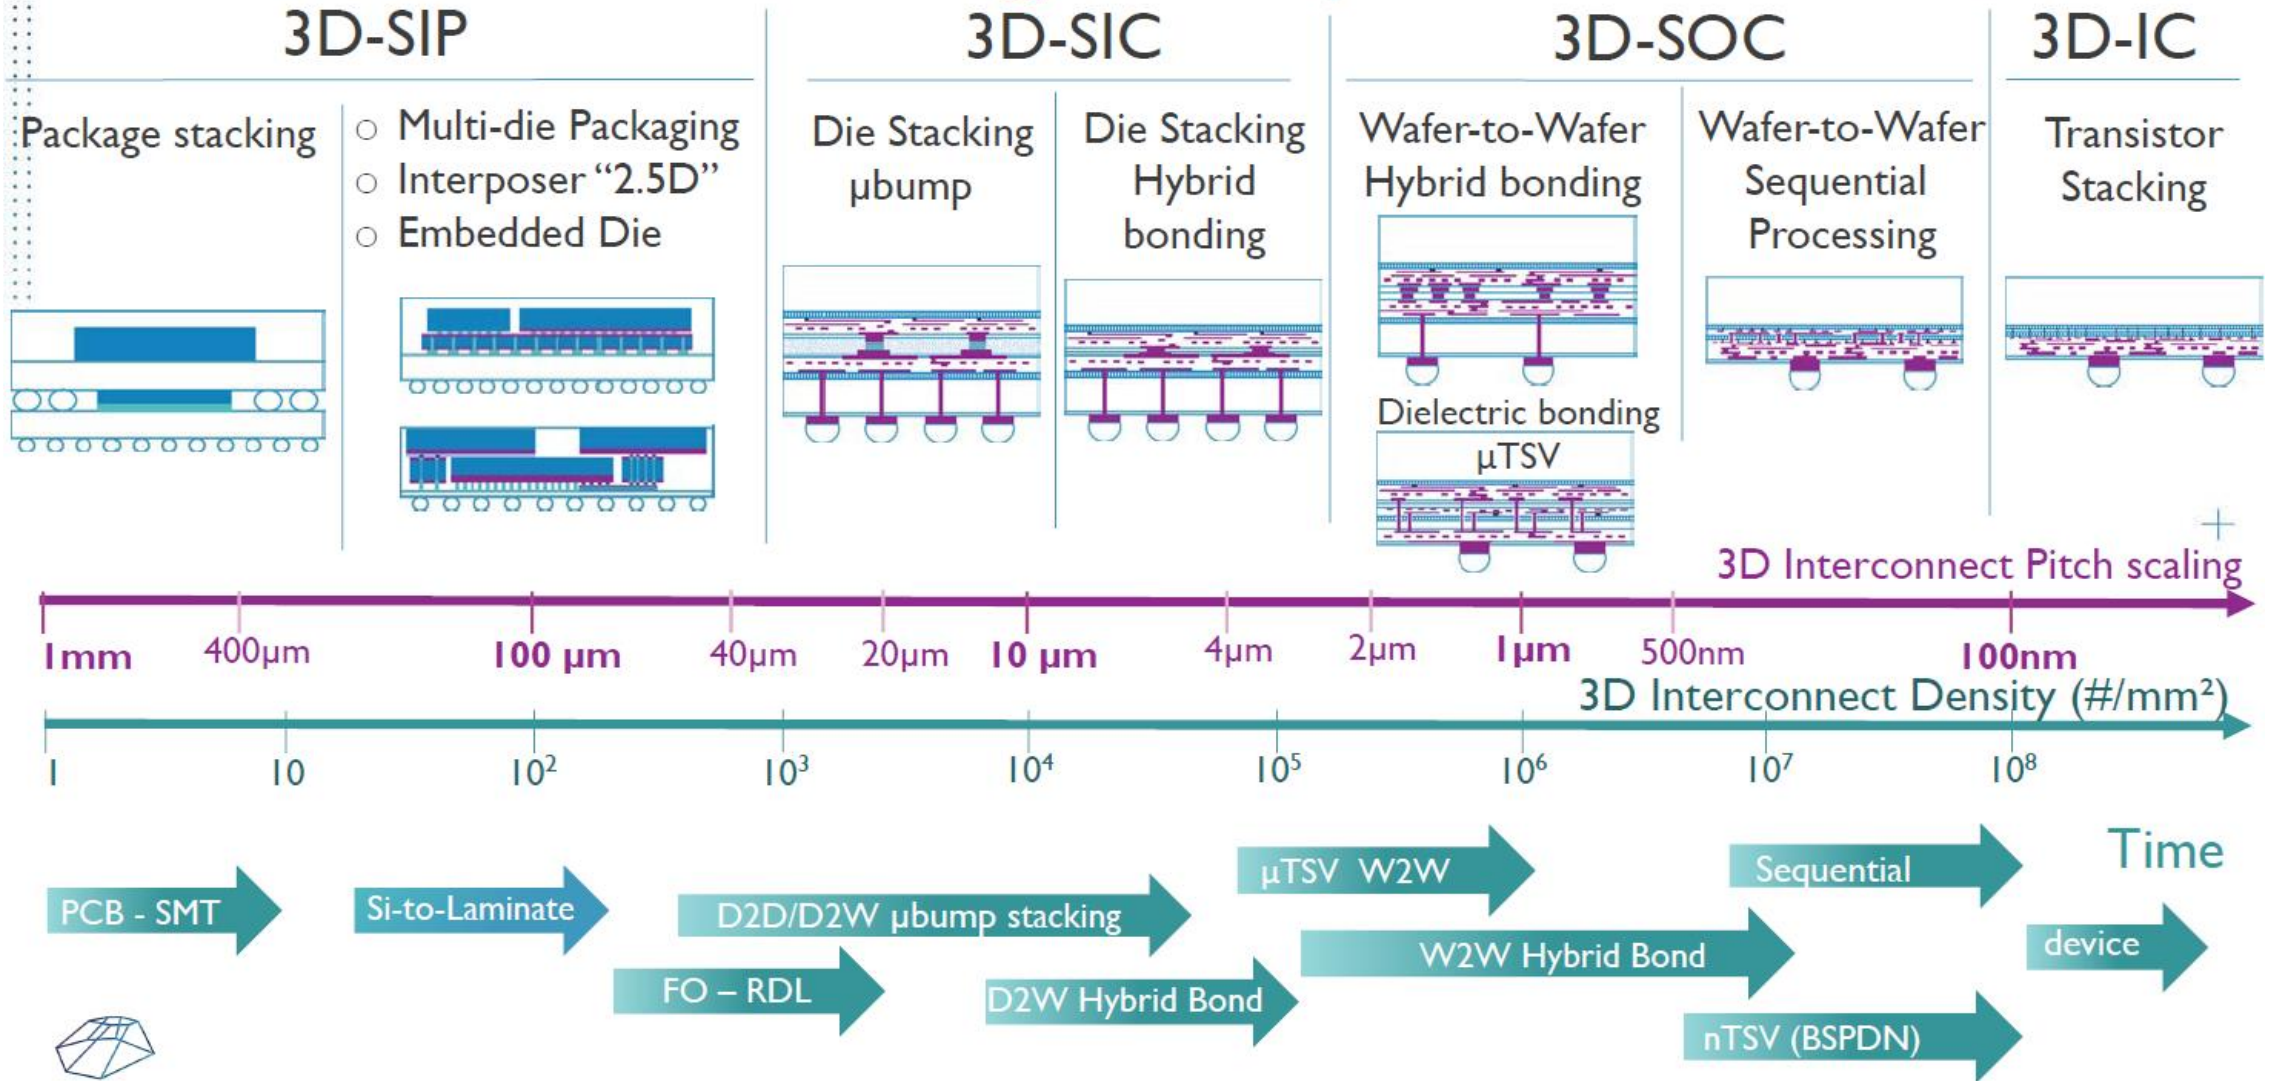 3D-SIP
3D-SIC
3D-SOC
3D-IC
Package stacking
Multi-die Packaging
Interposer “2.5D”
Embedded Die
Die Stacking
µbump
Die Stacking
Hybrid
bonding
Wafer-to-Wafer
Hybrid bonding
Dielectric bonding
µTSV
Wafer-to-Wafer
Sequential
Processing
Transistor
Stacking
3D Interconnect Pitch scaling
1mm
400µm
100 µm
40µm
20µm
10 µm
4µm
2µm
1µm
500nm
100nm
3D Interconnect Density (#/mm²)
1
10
10²
10³
10⁴
10⁵
10⁶
10⁷
10⁸
Time
PCB - SMT
Si-to-Laminate
D2D/D2W µbump stacking
FO – RDL
D2W Hybrid Bond
µTSV W2W
W2W Hybrid Bond
Sequential
nTSV (BSPDN)
device